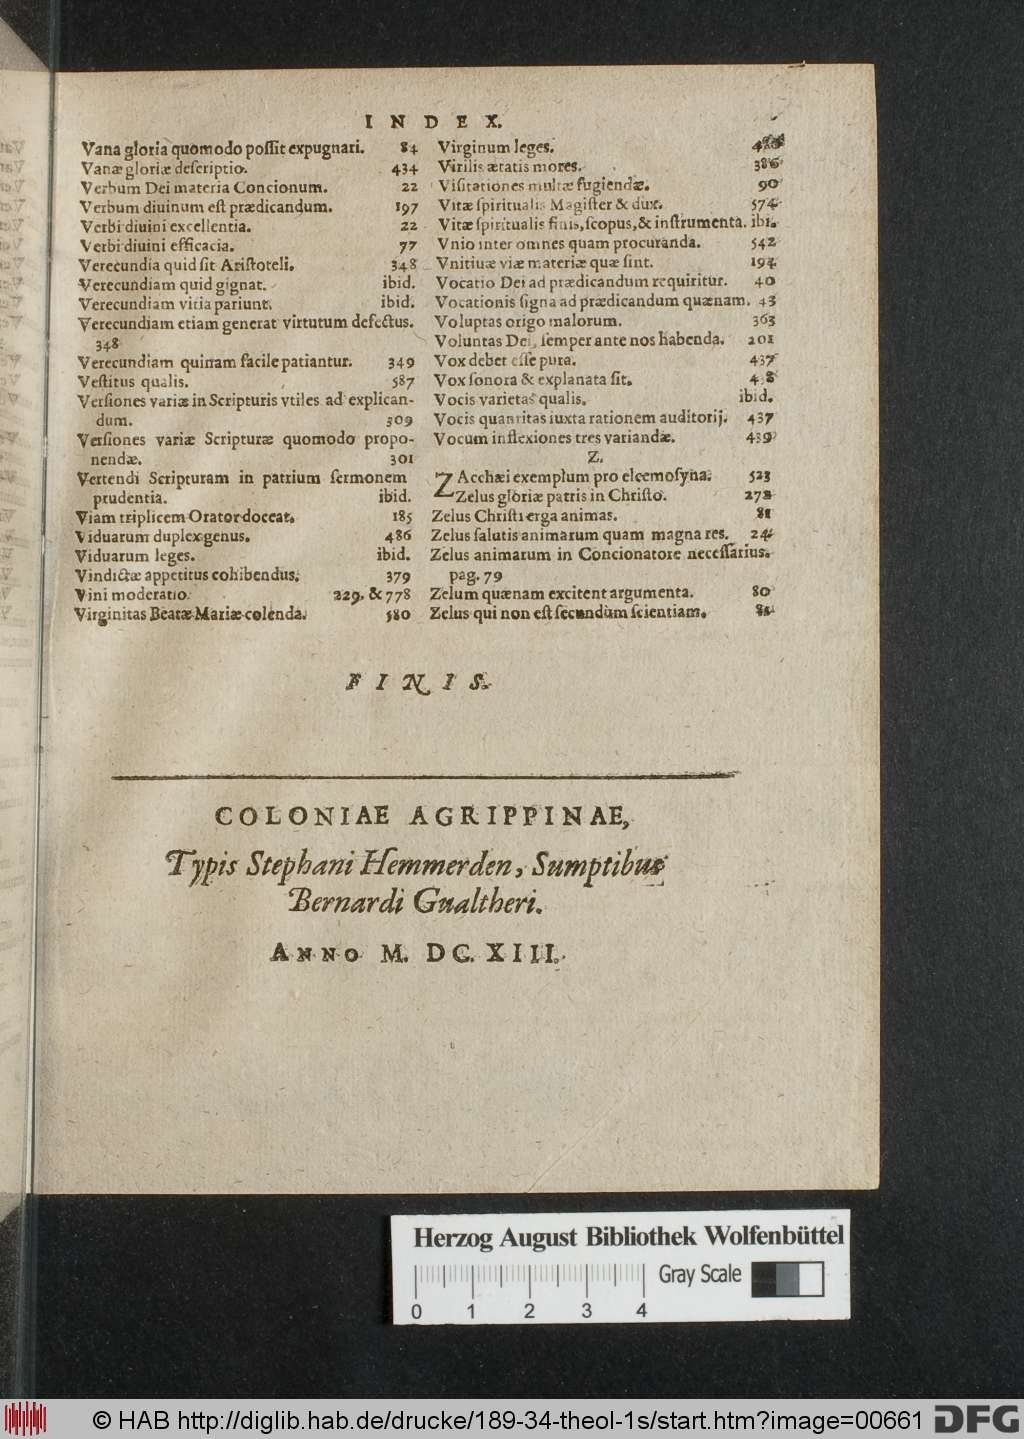 INDEX.
Vana gloria quomodo poſſit expugnari. 84
Vanæ gloriæ deſcriptio. 434
Verbum Dei materia Concionum. 22
Verbum diuinum eſt prædicandum. 197
Verbi diuini excellentia. 22
Verbi diuini efficacia. 77
Verecundia quid ſit Ariſtoteli. 348
Verecundiam quid gignat. ibid.
Verecundiam vitia pariunt. ibid.
Verecundiam etiam generat virtutum defectus.
348
Verecundiam quinam facile patiantur. 349
Veſtitus qualis. 587
Verſiones variæ in Scripturis vtiles ad explican-
dum. 309
Verſiones variæ Scripturæ quomodo propo-
nendæ. 301
Vertendi Scripturam in patrium ſermonem
prudentia. ibid.
Viam triplicem Orator doceat. 185
Viduarum duplex genus. 486
Viduarum leges. ibid.
Vindictæ appetitus cohibendus. 379
Vini moderatio. 229. & 778
Virginitas Beatæ Mariæ colenda. 580
Virginum leges.
Virilis ætatis mores. 386
Viſitationes multæ fugiendæ. 90
Vitæ ſpiritualis Magiſter & dux. 574
Vitæ ſpiritualis finis, ſcopus, & inſtrumenta. ibi.
Vnio inter omnes quam procuranda. 542
Vnitiuæ viæ materiæ quæ ſint. 194
Vocatio Dei ad prædicandum requiritur. 40
Vocationis ſigna ad prædicandum quænam. 43
Voluptas origo malorum. 363
Voluntas Dei, ſemper ante nos habenda. 201
Vox debet eſſe pura. 437
Vox ſonora & explanata ſit. 438
Vocis varietas qualis. ibid.
Vocis quantitas iuxta rationem auditorij. 437
Vocum inflexiones tres variandæ. 439
Z.
ZAcchæi exemplum pro eleemoſyna. 523
Zelus gloriæ patris in Chriſto. 278
Zelus Chriſti erga animas. 81
Zelus ſalutis animarum quam magna res. 24
Zelus animarum in Concionatore neceſſarius.
pag. 79
Zelum quænam excitent argumenta. 80
Zelus qui non eſt ſecundùm ſcientiam. 81
FINIS.
COLONIAE AGRIPPINAE,
Typis Stephani Hemmerden, Sumptibus
Bernardi Gualtheri.
ANNO M. DC. XIII.
Herzog August Bibliothek Wolfenbüttel
Gray Scale
0 1 2 3 4
© HAB http://diglib.hab.de/drucke/189-34-theol-1s/start.htm?image=00661 DFG